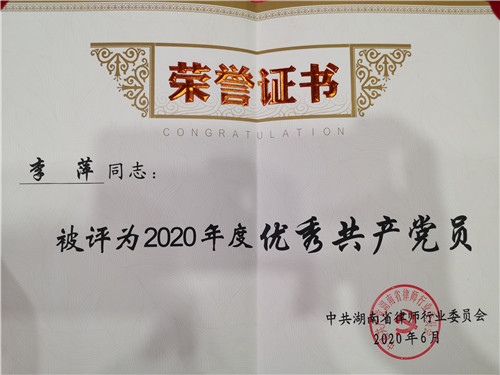 荣誉证书
CONGRATULATION
李 萍同志：
被评为2020年度优秀共产党员
中共湖南省律师行业委员会
2020年6月